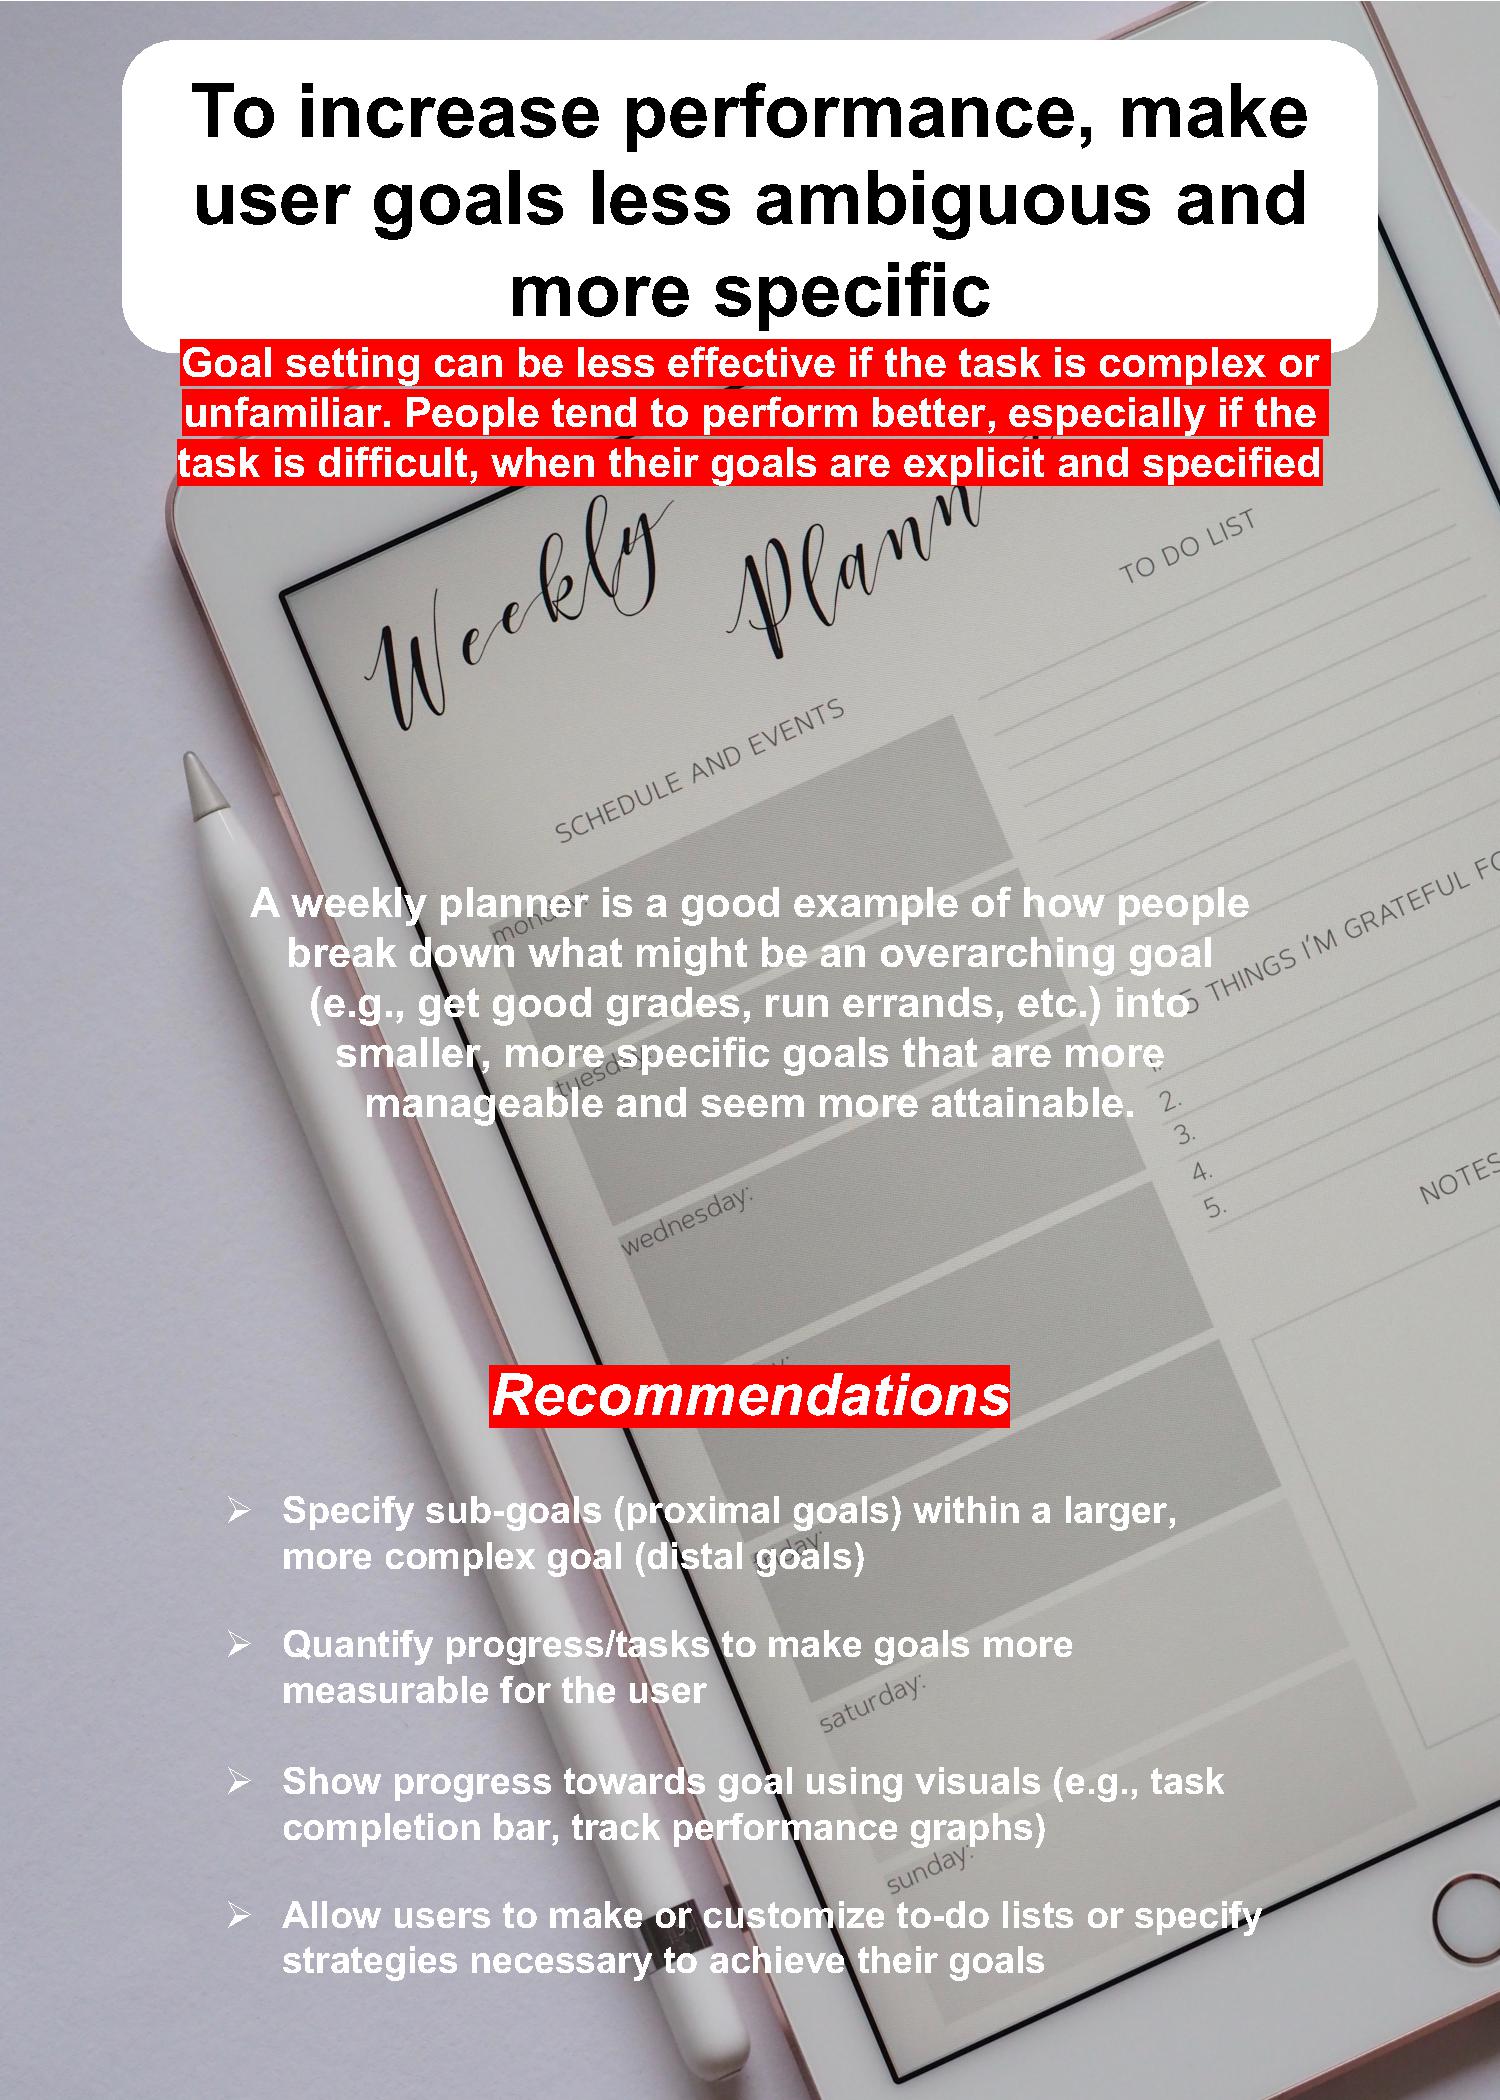 To increase performance, make
user goals less ambiguous and
more specific
Goal setting can be less effective if the task is complex or
unfamiliar. People tend to perform better, especially if the
task is difficult, when their goals are explicit and specified
Weekly Plann
TO DO LIST
SCHEDULE AND EVENTS
A weekly planner is a good example of how people
break down what might be an overarching goal
(e.g., get good grades, run errands, etc.) into
smaller, more specific goals that are more
manageable and seem more attainable.
monday:
tuesday:
wednesday:
5 THINGS I'M GRATEFUL FO
1.
2.
3.
4.
5.
NOTES
Recommendations
➢ Specify sub-goals (proximal goals) within a larger,
more complex goal (distal goals)
➢ Quantify progress/tasks to make goals more
measurable for the user
➢ Show progress towards goal using visuals (e.g., task
completion bar, track performance graphs)
➢ Allow users to make or customize to-do lists or specify
strategies necessary to achieve their goals
friday:
saturday:
sunday: